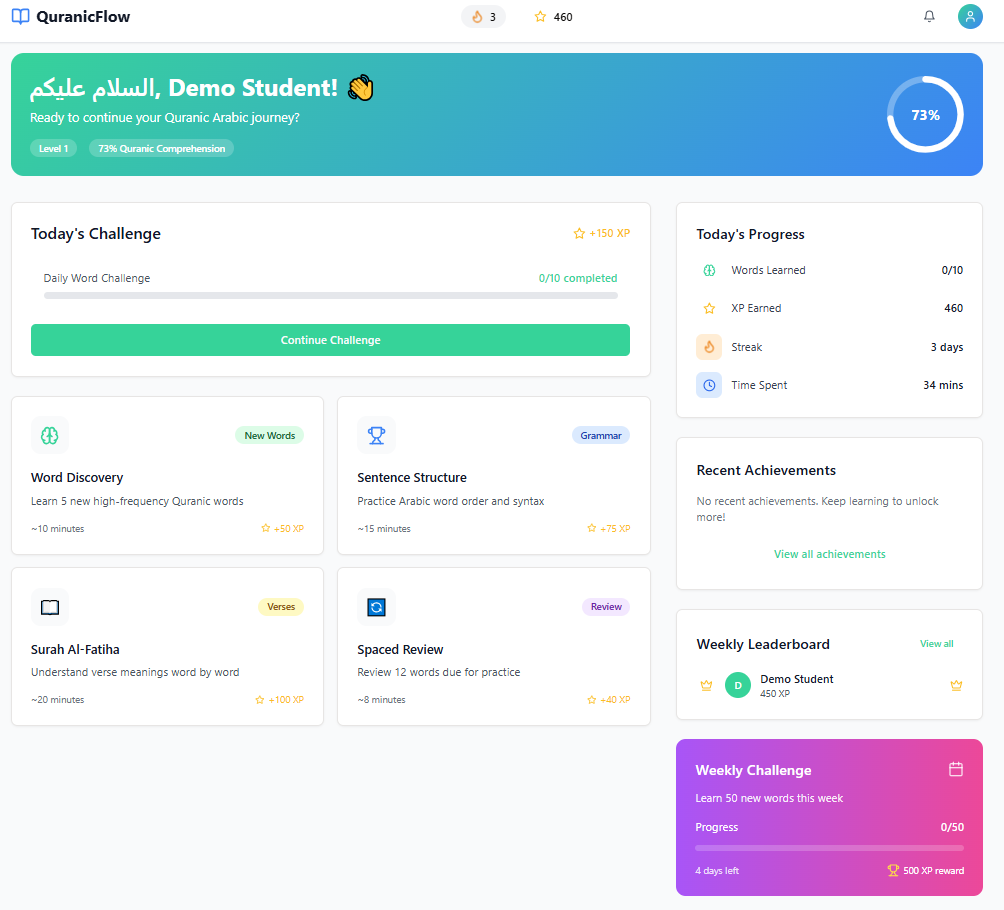 QuranicFlow
3
460
السلام عليكم, Demo Student! 👋
Ready to continue your Quranic Arabic journey?
Level 1
73% Quranic Comprehension
73%
Today's Challenge
+150 XP
Daily Word Challenge
0/10 completed
Continue Challenge
New Words
Word Discovery
Learn 5 new high-frequency Quranic words
~10 minutes
+50 XP
Grammar
Sentence Structure
Practice Arabic word order and syntax
~15 minutes
+75 XP
Verses
Surah Al-Fatiha
Understand verse meanings word by word
~20 minutes
+100 XP
Review
Spaced Review
Review 12 words due for practice
~8 minutes
+40 XP
Today's Progress
Words Learned
0/10
XP Earned
460
Streak
3 days
Time Spent
34 mins
Recent Achievements
No recent achievements. Keep learning to unlock
more!
View all achievements
Weekly Leaderboard
View all
D
Demo Student
450 XP
Weekly Challenge
Learn 50 new words this week
Progress
0/50
4 days left
500 XP reward